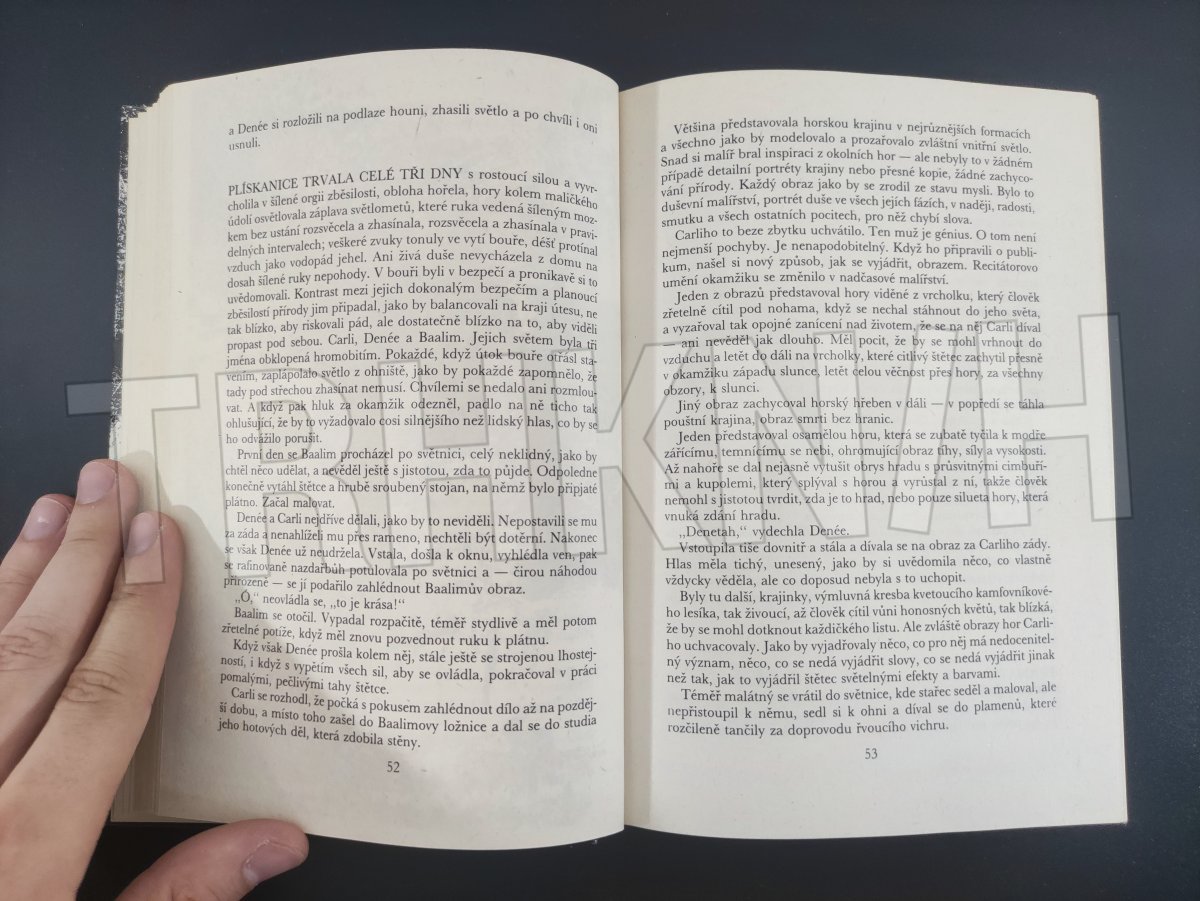 a Denée si rozložili na podlaze houni, zhasili světlo a po chvíli i oni
usnuli.
PLÍSKANICE TRVALA CELÉ TŘI DNY s rostoucí silou a vyvr-
cholila v šílené orgii zběsilosti, obloha hořela, hory kolem maličkého
údolí osvětlovala záplava světlometů, které ruka vedená šíleným moz-
kem bez ustání rozsvěcela a zhasínala, rozsvěcela a zhasínala v pravi-
delných intervalech; veškeré zvuky tonuly ve vytí bouře, déšť protínal
vzduch jako vodopád jehel. Ani živá duše nevycházela z domu na
dosah šílené ruky nepohody. V bouři byli v bezpečí a pronikavě si to
uvědomovali. Kontrast mezi jejich dokonalým bezpečím a planoucí
zběsilostí přírody jim připadal, jako by balancovali na kraji útesu, ne
tak blízko, aby riskovali pád, ale dostatečně blízko na to, aby viděli
propast pod sebou. Carli, Denée a Baalim. Jejich světem byla tři
jména obklopená hromobitím. Pokaždé, když útok bouře otřásl sta-
vením, zaplápolalo světlo z ohniště, jako by pokaždé zapomnělo, že
tady pod střechou zhasínat nemusí. Chvílemi se nedalo ani rozmlou-
vat. A když pak hluk za okamžik odezněl, padlo na ně ticho tak
ohlušující, že by to vyžadovalo cosi silnějšího než lidský hlas, co by se
ho odvážilo porušit.
První den se Baalim procházel po světnici, celý neklidný, jako by
chtěl něco udělat, a nevěděl ještě s jistotou, zda to půjde. Odpoledne
konečně vytáhl štětce a hrubě sroubený stojan, na němž bylo připjaté
plátno. Začal malovat.
Denée a Carli nejdříve dělali, jako by to neviděli. Nepostavili se mu
za záda a nenahlíželi mu přes rameno, nechtěli být dotěrní. Nakonec
se však Denée už neudržela. Vstala, došla k oknu, vyhlédla ven, pak
se rafinovaně nazdařbůh potulovala po světnici a — čirou náhodou
přirozeně — se jí podařilo zahlédnout Baalimův obraz.
„Ó,“ neovládla se, „to je krása!“
Baalim se otočil. Vypadal rozpačitě, téměř stydlivě a měl potom
zřetelné potíže, když měl znovu pozvednout ruku k plátnu.
Když však Denée prošla kolem něj, stále ještě se strojenou lhostej-
ností, i když s vypětím všech sil, aby se ovládla, pokračoval v práci
pomalými, pečlivými tahy štětce.
Carli se rozhodl, že počká s pokusem zahlédnout dílo až na pozděj-
ší dobu, a místo toho zašel do Baalimovy ložnice a dal se do studia
jeho hotových děl, která zdobila stěny.
52
Většina představovala horskou krajinu v nejrůznějších formacích
a všechno jako by modelovalo a prozařovalo zvláštní vnitřní světlo.
Snad si malíř bral inspiraci z okolních hor — ale nebyly to v žádném
případě detailní portréty krajiny nebo přesné kopie, žádné zachyco-
vání přírody. Každý obraz jako by se zrodil ze stavu mysli. Bylo to
duševní malířství, portrét duše ve všech jejích fázích, v naději, radosti,
smutku a všech ostatních pocitech, pro něž chybí slova.
Carliho to beze zbytku uchvátilo. Ten muž je génius. O tom není
nejmenší pochyby. Je nenapodobitelný. Když ho připravili o publi-
kum, našel si nový způsob, jak se vyjádřit, obrazem. Recitátorovo
umění okamžiku se změnilo v nadčasové malířství.
Jeden z obrazů představoval hory viděné z vrcholku, který člověk
zřetelně cítil pod nohama, když se nechal stáhnout do jeho světa,
a vyzařoval tak opojné zanícení nad životem, že se na něj Carli díval
— ani nevěděl jak dlouho. Měl pocit, že by se mohl vrhnout do
vzduchu a letět do dáli na vrcholky, které citlivý štětec zachytil přesně
v okamžiku západu slunce, letět celou věčnost přes hory, za všechny
obzory, k slunci.
Jiný obraz zachycoval horský hřeben v dáli — v popředí se táhla
pouštní krajina, obraz smrti bez hranic.
Jeden představoval osamělou horu, která se zubatě tyčila k modře
zářícímu, temnícímu se nebi, ohromující obraz tíhy, síly a vysokosti.
Až nahoře se dal nejasně vytušit obrys hradu s průsvitnými cimbuří-
mi a kupolemi, který splýval s horou a vyrůstal z ní, takže člověk
nemohl s jistotou tvrdit, zda je to hrad, nebo pouze silueta hory, která
vnuká zdání hradu.
„Denetah,“ vydechla Denée.
Vstoupila tiše dovnitř a stála a dívala se na obraz za Carliho zády.
Hlas měla tichý, unesený, jako by si uvědomila něco, co vlastně
vždycky věděla, ale co doposud nebyla s to uchopit.
Byly tu další, krajinky, výmluvná kresba kvetoucího kamfovníkové-
ho lesíka, tak živoucí, až člověk cítil vůni honosných květů, tak blízká,
že by se mohl dotknout každičkého listu. Ale zvláště obrazy hor Carli-
ho uchvacovaly. Jako by vyjadřovaly něco, co pro něj má nedocenitel-
ný význam, něco, co se nedá vyjádřit slovy, co se nedá vyjádřit jinak
než tak, jak to vyjádřil štětec světelnými efekty a barvami.
Téměř malátný se vrátil do světnice, kde stařec seděl a maloval, ale
nepřistoupil k němu, sedl si k ohni a díval se do plamenů, které
rozčileně tančily za doprovodu řvoucího vichru.
53
TRHKNIH